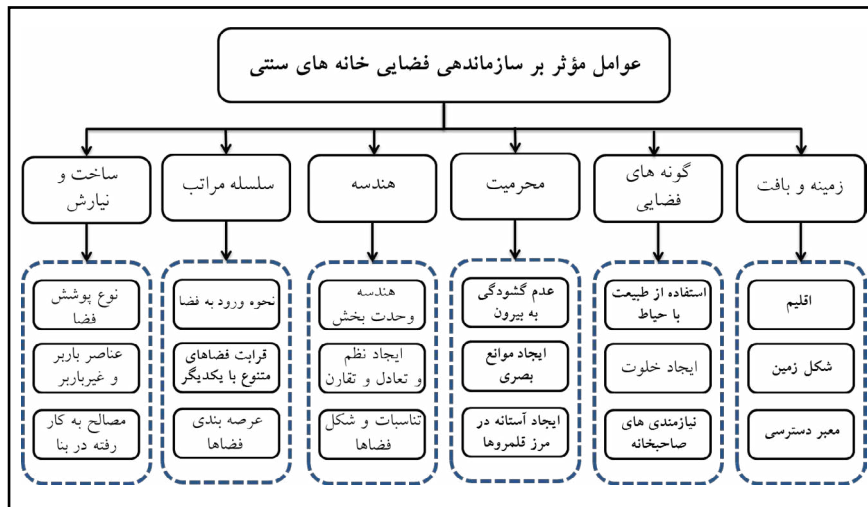 عوامل مؤثر بر سازماندهی فضایی خانه های سنتی
زمینه و بافت
گونه های
فضایی
محرمیت
هندسه
سلسله مراتب
ساخت و
نیارش
اقلیم
شکل زمین
معبر دسترسی
استفاده از طبیعت
با حیاط
ایجاد خلوت
نیازمندی های
صاحبخانه
عدم گشودگی
به بیرون
ایجاد موانع
بصری
ایجاد آستانه در
مرز قلمروها
هندسه
وحدت بخش
ایجاد نظم
و تعادل و تقارن
تناسبات و شکل
فضاها
نحوه ورود به فضا
قرابت فضاهای
متنوع با یکدیگر
عرصه بندی
فضاها
نوع پوشش
فضا
عناصر باربر
و غیرباربر
مصالح به کار
رفته در بنا